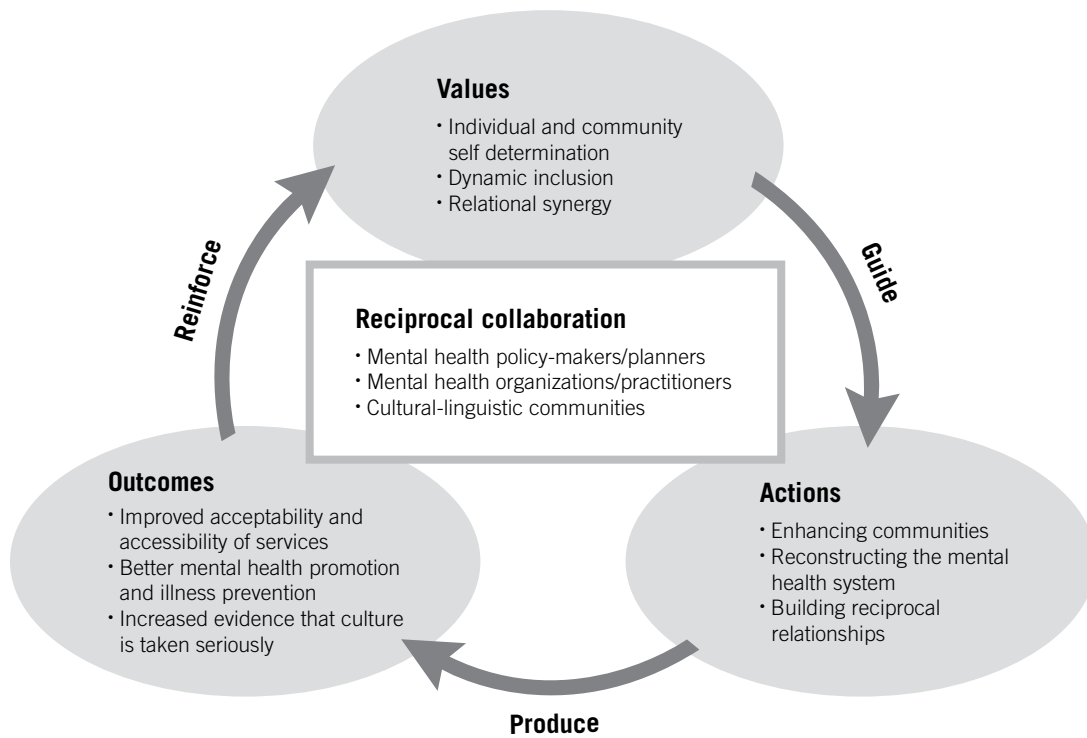 Values
• Individual and community
self determination
• Dynamic inclusion
• Relational synergy
Guide
Reinforce
Reciprocal collaboration
• Mental health policy-makers/planners
• Mental health organizations/practitioners
• Cultural-linguistic communities
Outcomes
• Improved acceptability and
accessibility of services
• Better mental health promotion
and illness prevention
• Increased evidence that culture
is taken seriously
Actions
• Enhancing communities
• Reconstructing the mental
health system
• Building reciprocal
relationships
Produce